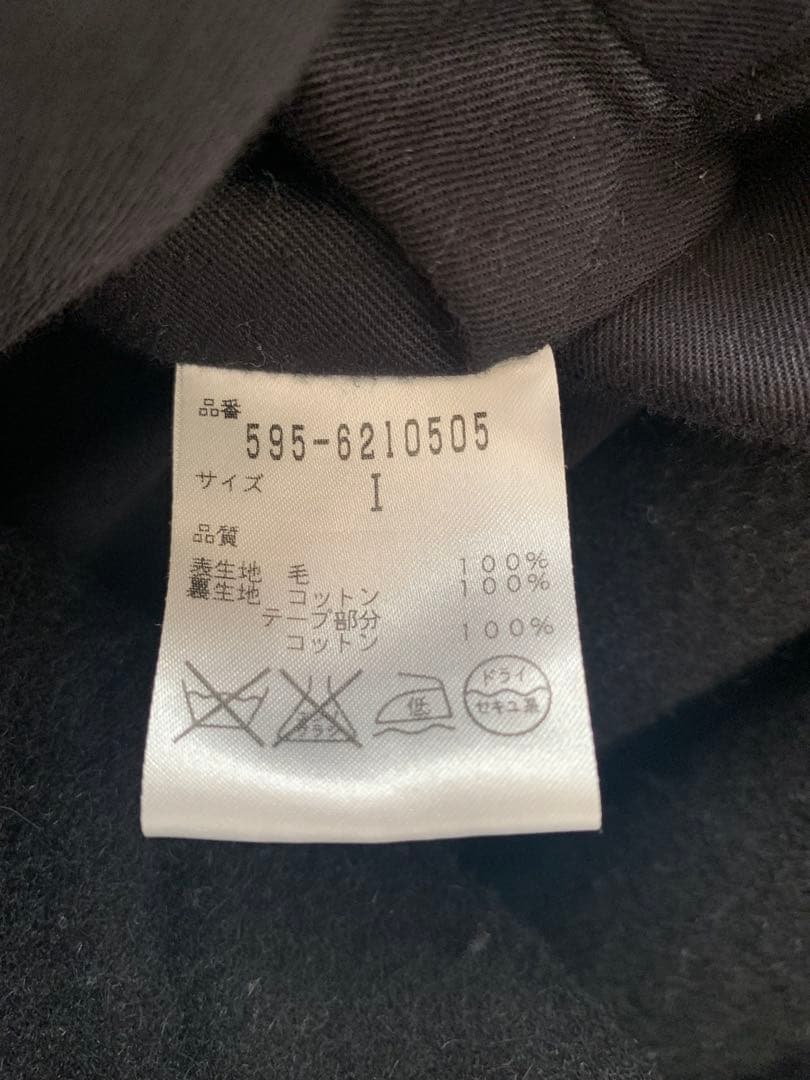 品番
595-6210505
サイズ I
品質
表生地 毛 100%
裏生地 コットン 100%
テープ部分
コットン 100%
低
ドライ
セキユ系